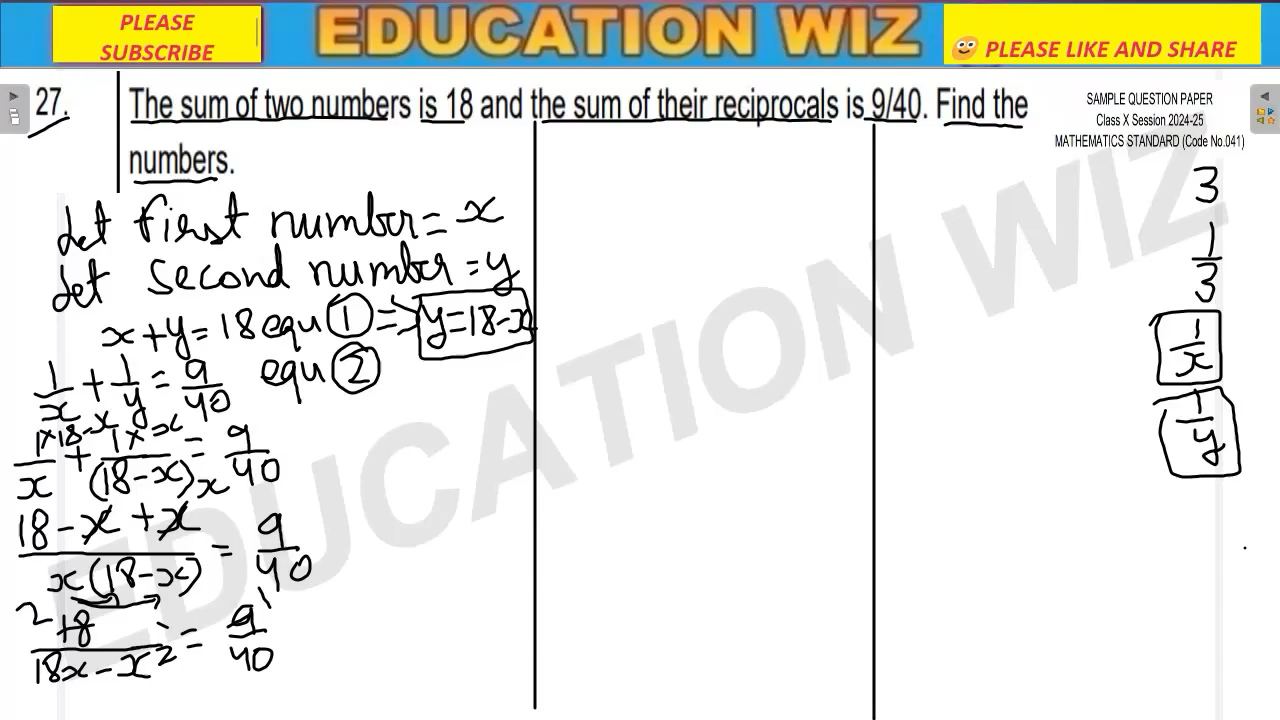 PLEASE
SUBSCRIBE
EDUCATION WIZ
PLEASE LIKE AND SHARE
27.
The sum of two numbers is 18 and the sum of their reciprocals is 9/40. Find the
numbers.
SAMPLE QUESTION PAPER
Class X Session 2024-25
MATHEMATICS STANDARD (Code No.041)
Let first number = x
Let second number = y
x + y = 18 equ 1 => y = 18 - x
1/x + 1/y = 9/40 equ 2
1×18-x/x + 1×x/(18-x)x = 9/40
18 - x + x/x(18-x) = 9/40
2 18/18x - x² = 9 1/40
3
1/3
1/x
1/y
EDUCATION WIZ